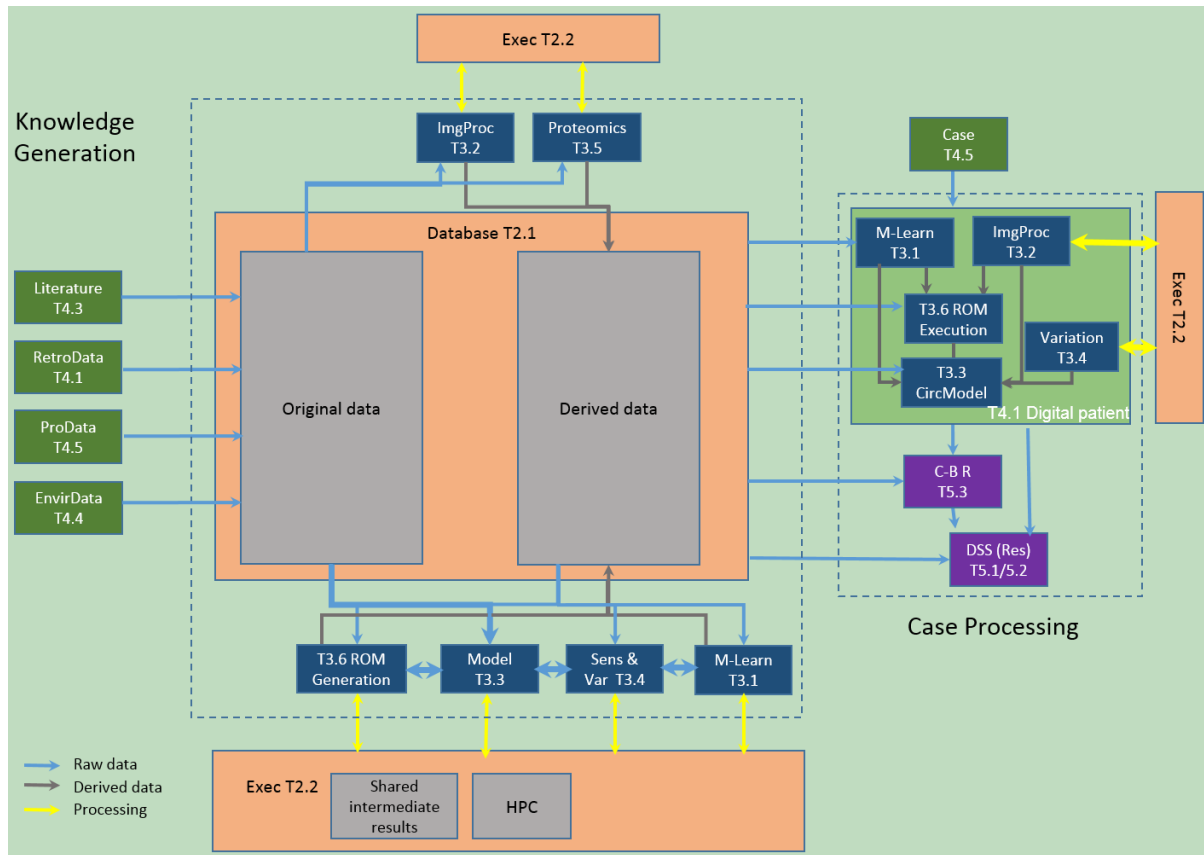 Exec T2.2
Knowledge
Generation
ImgProc
T3.2
Proteomics
T3.5
Case
T4.5
Database T2.1
Original data
Derived data
Literature
T4.3
RetroData
T4.1
ProData
T4.5
EnvirData
T4.4
M-Learn
T3.1
ImgProc
T3.2
T3.6 ROM
Execution
Variation
T3.4
T3.3
CircModel
T4.1 Digital patient
Exec T2.2
C-B R
T5.3
DSS (Res)
T5.1/5.2
Case Processing
T3.6 ROM
Generation
Model
T3.3
Sens &
Var T3.4
M-Learn
T3.1
Exec T2.2
Shared
intermediate
results
HPC
Raw data
Derived data
Processing